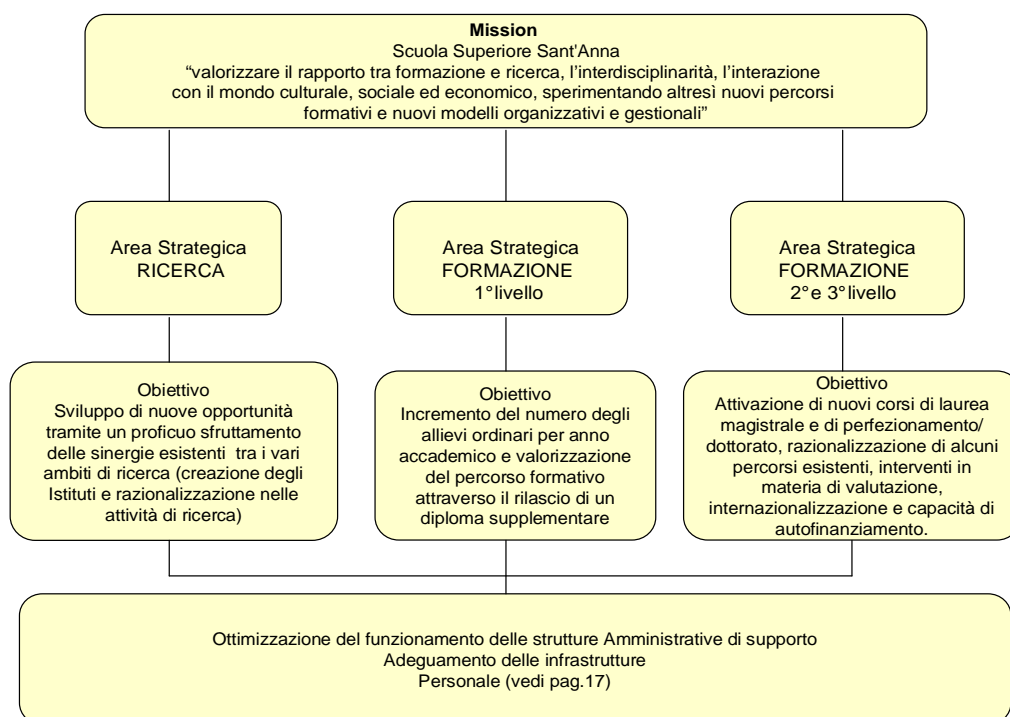 Mission
Scuola Superiore Sant'Anna
“valorizzare il rapporto tra formazione e ricerca, l’interdisciplinarità, l’interazione
con il mondo culturale, sociale ed economico, sperimentando altresì nuovi percorsi
formativi e nuovi modelli organizzativi e gestionali”
Area Strategica
RICERCA
Area Strategica
FORMAZIONE
1°livello
Area Strategica
FORMAZIONE
2°e 3°livello
Obiettivo
Sviluppo di nuove opportunità
tramite un proficuo sfruttamento
delle sinergie esistenti tra i vari
ambiti di ricerca (creazione degli
Istituti e razionalizzazione nelle
attività di ricerca)
Obiettivo
Incremento del numero degli
allievi ordinari per anno
accademico e valorizzazione
del percorso formativo
attraverso il rilascio di un
diploma supplementare
Obiettivo
Attivazione di nuovi corsi di laurea
magistrale e di perfezionamento/
dottorato, razionalizzazione di alcuni
percorsi esistenti, interventi in
materia di valutazione,
internazionalizzazione e capacità di
autofinanziamento.
Ottimizzazione del funzionamento delle strutture Amministrative di supporto
Adeguamento delle infrastrutture
Personale (vedi pag.17)